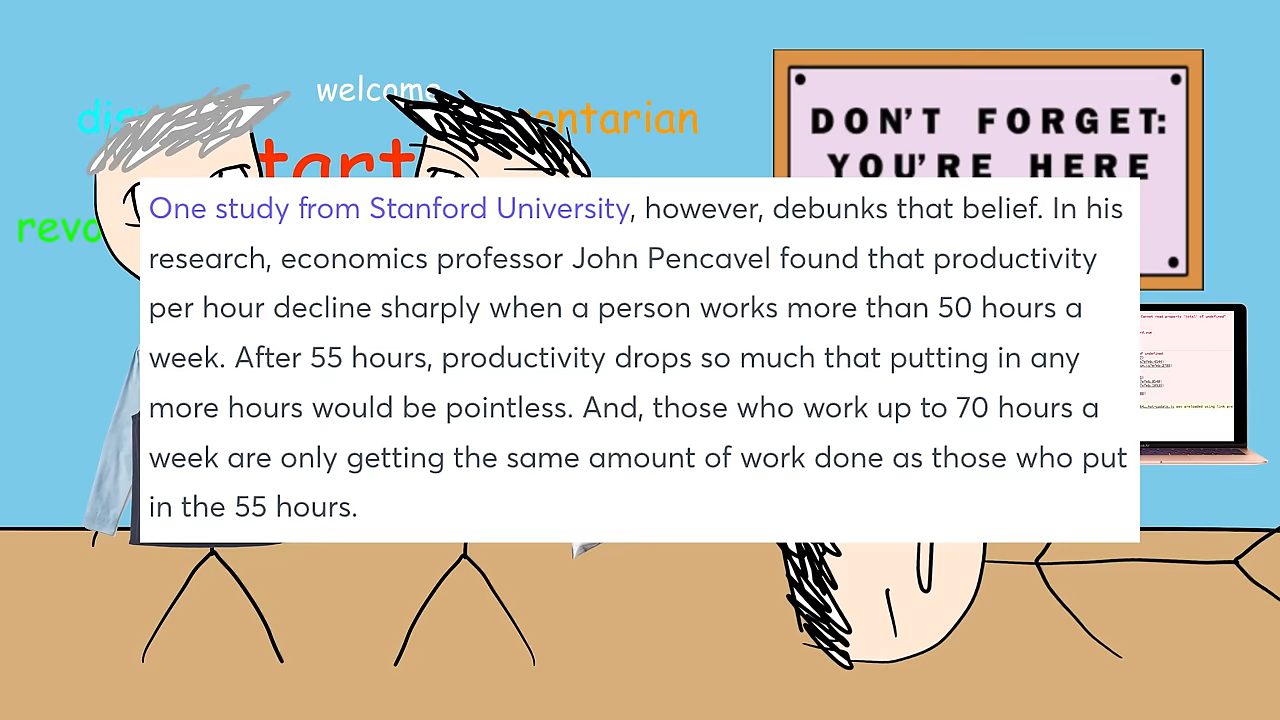 welcome
DON'T FORGET:
YOU'RE HERE
One study from Stanford University, however, debunks that belief. In his
research, economics professor John Pencavel found that productivity
per hour decline sharply when a person works more than 50 hours a
week. After 55 hours, productivity drops so much that putting in any
more hours would be pointless. And, those who work up to 70 hours a
week are only getting the same amount of work done as those who put
in the 55 hours.